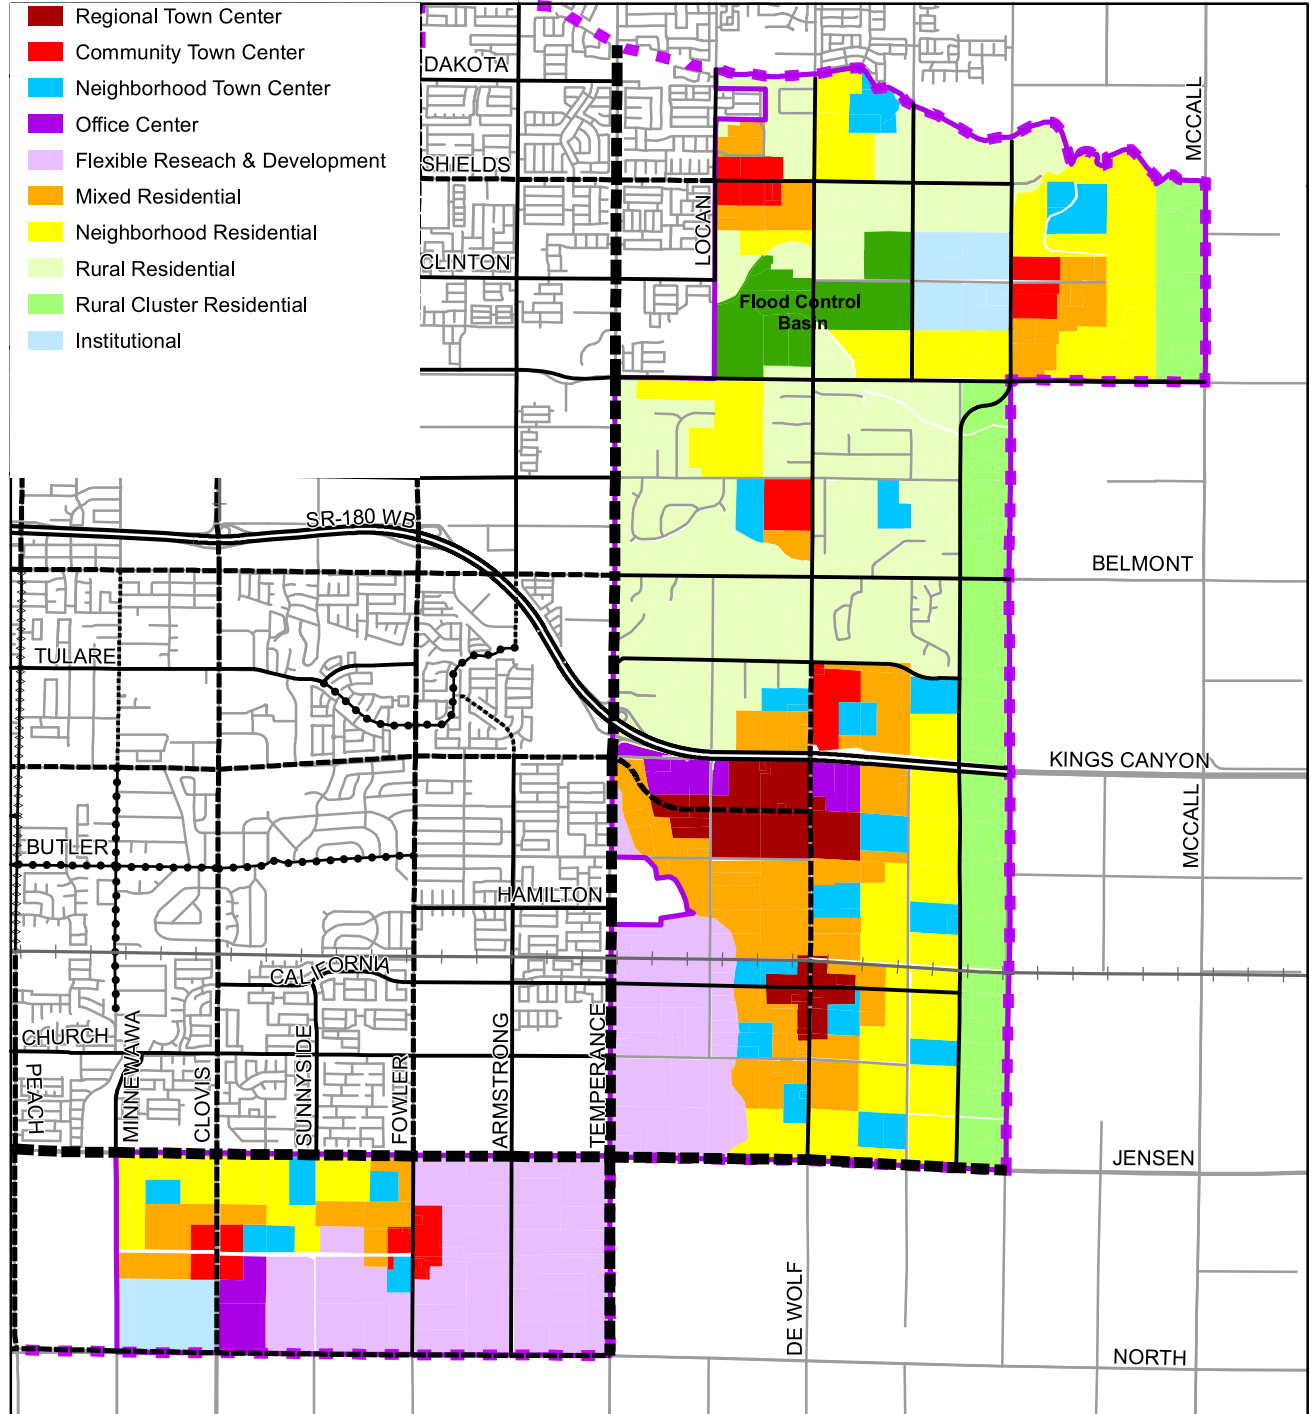 Regional Town Center
Community Town Center
Neighborhood Town Center
Office Center
Flexible Reseach & Development
Mixed Residential
Neighborhood Residential
Rural Residential
Rural Cluster Residential
Institutional
DAKOTA
SHIELDS
CLINTON
LOCAN
MCCALL
Flood Control
Basin
SR-180 WB
BELMONT
TULARE
KINGS CANYON
MCCALL
BUTLER
HAMILTON
CALIFORNIA
CHURCH
PEACH
MINNEWAWA
CLOVIS
SUNNYSIDE
FOWLER
ARMSTRONG
TEMPERANCE
JENSEN
DE WOLF
NORTH